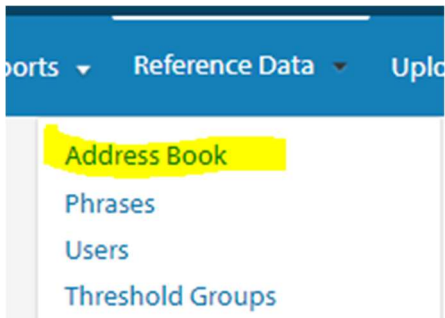 Reference Data
Address Book
Phrases
Users
Threshold Groups